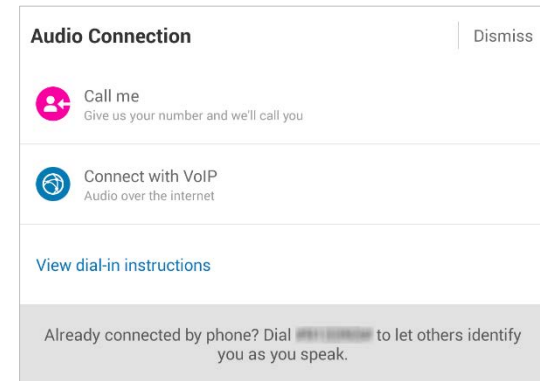 Audio Connection
Dismiss
Call me
Give us your number and we'll call you
Connect with VoIP
Audio over the internet
View dial-in instructions
Already connected by phone? Dial to let others identify
you as you speak.